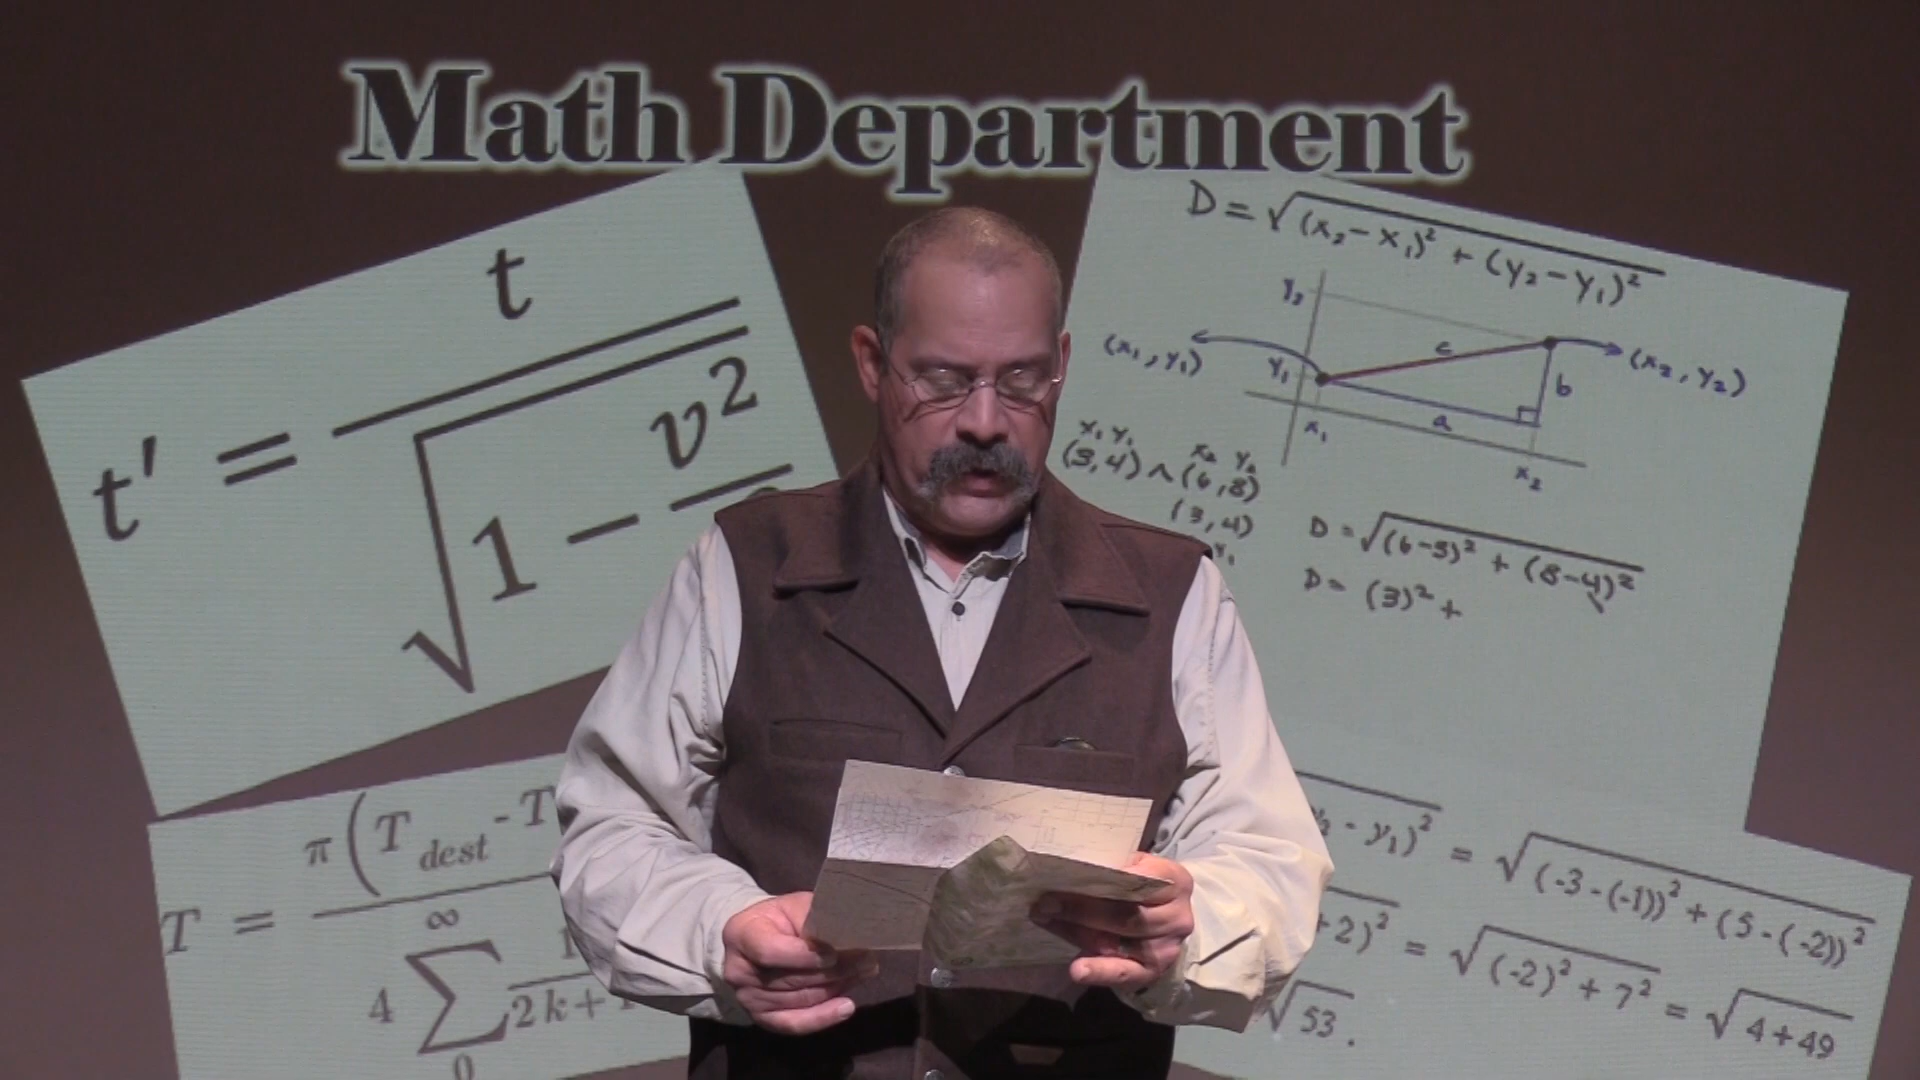 Math Department
t' = t
√ 1 − v²
D = √(x₂ − x₁)² + (y₂ − y₁)²
y₂
c
(x₁, y₁)
y₁
(x₂, y₂)
b
a
x₁
x₂
x₁ y₁ x₂ y₂
(3,4) ∧ (6,8)
(3,4)
y₁
D = √(6-3)² + (8-4)²
D = (3)² +
π(T dest - T
T =
∞
4 ∑ 1
2k+1
0
- y₁)² = √(-3-(-1))² + (5-(-2))²
+2)² = √(-2)² + 7² = √4+49
√53.